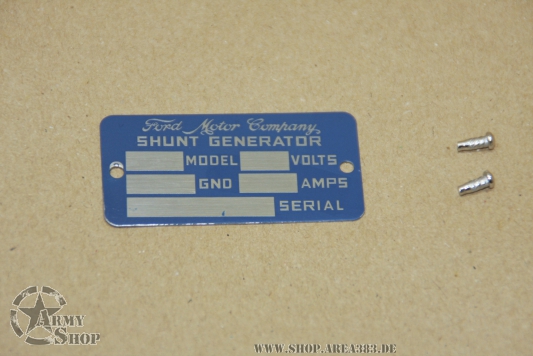 Ford Motor Company
SHUNT GENERATOR
MODEL VOLTS
GND AMPS
SERIAL
ARMY SHOP
WWW.SHOP.AREA383.DE